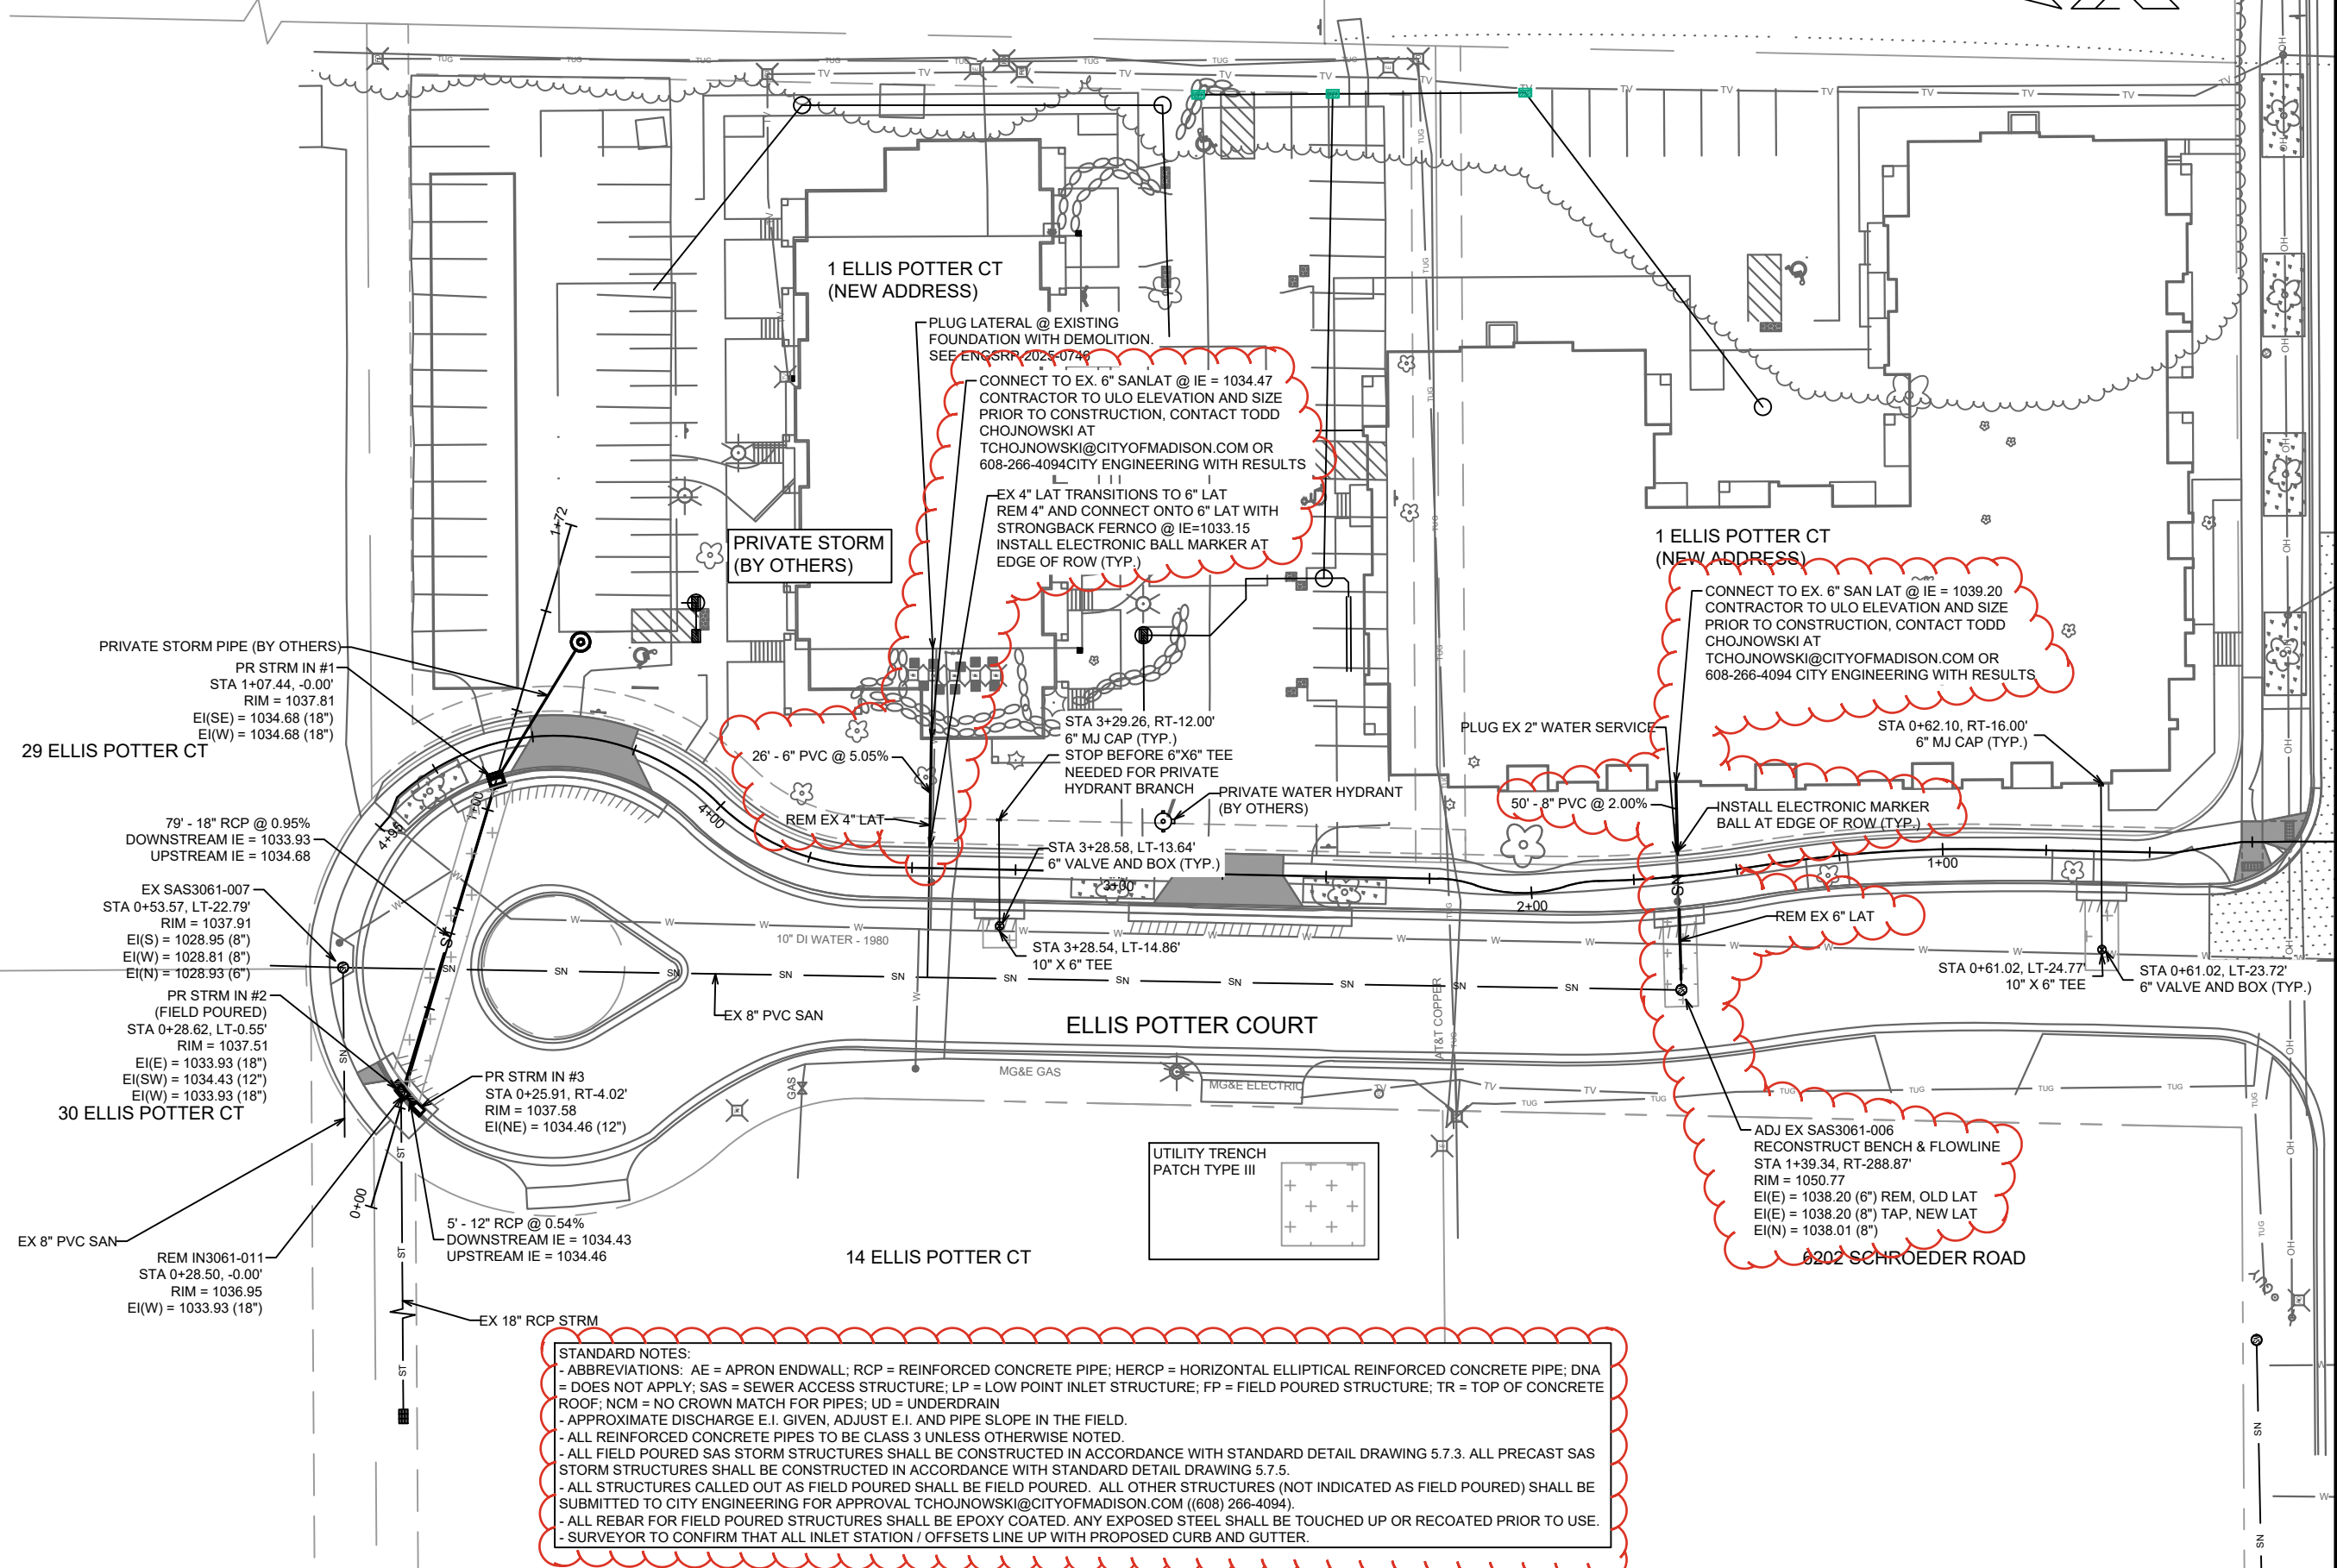 1 ELLIS POTTER CT
(NEW ADDRESS)
PLUG LATERAL @ EXISTING
FOUNDATION WITH DEMOLITION.
SEE ENGSRP-2025-0746
CONNECT TO EX. 6" SANLAT @ IE = 1034.47
CONTRACTOR TO ULO ELEVATION AND SIZE
PRIOR TO CONSTRUCTION, CONTACT TODD
CHOJNOWSKI AT
TCHOJNOWSKI@CITYOFMADISON.COM OR
608-266-4094CITY ENGINEERING WITH RESULTS
EX 4" LAT TRANSITIONS TO 6" LAT
REM 4" AND CONNECT ONTO 6" LAT WITH
STRONGBACK FERNCO @ IE=1033.15
INSTALL ELECTRONIC BALL MARKER AT
EDGE OF ROW (TYP.)
PRIVATE STORM
(BY OTHERS)
1+72
1 ELLIS POTTER CT
(NEW ADDRESS)
CONNECT TO EX. 6" SAN LAT @ IE = 1039.20
CONTRACTOR TO ULO ELEVATION AND SIZE
PRIOR TO CONSTRUCTION, CONTACT TODD
CHOJNOWSKI AT
TCHOJNOWSKI@CITYOFMADISON.COM OR
608-266-4094 CITY ENGINEERING WITH RESULTS
PRIVATE STORM PIPE (BY OTHERS)
PR STRM IN #1
STA 1+07.44, -0.00'
RIM = 1037.81
EI(SE) = 1034.68 (18")
EI(W) = 1034.68 (18")
29 ELLIS POTTER CT
26' - 6" PVC @ 5.05%
REM EX 4" LAT
STA 3+29.26, RT-12.00'
6" MJ CAP (TYP.)
STOP BEFORE 6"X6" TEE
NEEDED FOR PRIVATE
HYDRANT BRANCH
PRIVATE WATER HYDRANT
(BY OTHERS)
PLUG EX 2" WATER SERVICE
STA 0+62.10, RT-16.00'
6" MJ CAP (TYP.)
50' - 8" PVC @ 2.00%
INSTALL ELECTRONIC MARKER
BALL AT EDGE OF ROW (TYP.)
79' - 18" RCP @ 0.95%
DOWNSTREAM IE = 1033.93
UPSTREAM IE = 1034.68
1+00
4+95
4+00
STA 3+28.58, LT-13.64'
6" VALVE AND BOX (TYP.)
3+00
2+00
1+00
EX SAS3061-007
STA 0+53.57, LT-22.79'
RIM = 1037.91
EI(S) = 1028.95 (8")
EI(W) = 1028.81 (8")
EI(N) = 1028.93 (6")
10" DI WATER - 1980
STA 3+28.54, LT-14.86'
10" X 6" TEE
REM EX 6" LAT
STA 0+61.02, LT-24.77'
10" X 6" TEE
STA 0+61.02, LT-23.72'
6" VALVE AND BOX (TYP.)
EX 8" PVC SAN
ELLIS POTTER COURT
AT&T COPPER
PR STRM IN #2
(FIELD POURED)
STA 0+28.62, LT-0.55'
RIM = 1037.51
EI(E) = 1033.93 (18")
EI(SW) = 1034.43 (12")
EI(W) = 1033.93 (18")
30 ELLIS POTTER CT
PR STRM IN #3
STA 0+25.91, RT-4.02'
RIM = 1037.58
EI(NE) = 1034.46 (12")
GAS
MG&E GAS
MG&E ELECTRIC
ADJ EX SAS3061-006
RECONSTRUCT BENCH & FLOWLINE
STA 1+39.34, RT-288.87'
RIM = 1050.77
EI(E) = 1038.20 (6") REM, OLD LAT
EI(E) = 1038.20 (8") TAP, NEW LAT
EI(N) = 1038.01 (8")
6202 SCHROEDER ROAD
UTILITY TRENCH
PATCH TYPE III
0+00
EX 8" PVC SAN
5' - 12" RCP @ 0.54%
DOWNSTREAM IE = 1034.43
UPSTREAM IE = 1034.46
REM IN3061-011
STA 0+28.50, -0.00'
RIM = 1036.95
EI(W) = 1033.93 (18")
14 ELLIS POTTER CT
EX 18" RCP STRM
GUY
STANDARD NOTES:
- ABBREVIATIONS: AE = APRON ENDWALL; RCP = REINFORCED CONCRETE PIPE; HERCP = HORIZONTAL ELLIPTICAL REINFORCED CONCRETE PIPE; DNA
= DOES NOT APPLY; SAS = SEWER ACCESS STRUCTURE; LP = LOW POINT INLET STRUCTURE; FP = FIELD POURED STRUCTURE; TR = TOP OF CONCRETE
ROOF; NCM = NO CROWN MATCH FOR PIPES; UD = UNDERDRAIN
- APPROXIMATE DISCHARGE E.I. GIVEN, ADJUST E.I. AND PIPE SLOPE IN THE FIELD.
- ALL REINFORCED CONCRETE PIPES TO BE CLASS 3 UNLESS OTHERWISE NOTED.
- ALL FIELD POURED SAS STORM STRUCTURES SHALL BE CONSTRUCTED IN ACCORDANCE WITH STANDARD DETAIL DRAWING 5.7.3. ALL PRECAST SAS
STORM STRUCTURES SHALL BE CONSTRUCTED IN ACCORDANCE WITH STANDARD DETAIL DRAWING 5.7.5.
- ALL STRUCTURES CALLED OUT AS FIELD POURED SHALL BE FIELD POURED. ALL OTHER STRUCTURES (NOT INDICATED AS FIELD POURED) SHALL BE
SUBMITTED TO CITY ENGINEERING FOR APPROVAL TCHOJNOWSKI@CITYOFMADISON.COM ((608) 266-4094).
- ALL REBAR FOR FIELD POURED STRUCTURES SHALL BE EPOXY COATED. ANY EXPOSED STEEL SHALL BE TOUCHED UP OR RECOATED PRIOR TO USE.
- SURVEYOR TO CONFIRM THAT ALL INLET STATION / OFFSETS LINE UP WITH PROPOSED CURB AND GUTTER.